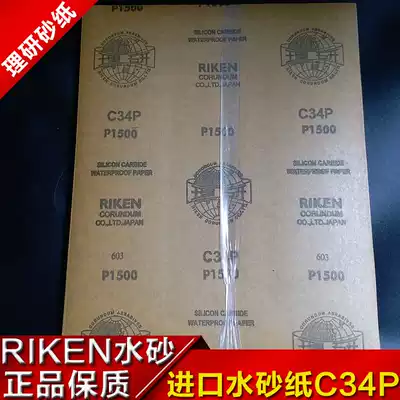 理研砂纸
P1500
SILICON CARBIDE
WATERPROOF PAPER
RIKEN
CORUNDUM
CO.,LTD.JAPAN
C34P
P1500
P1500
C34P
P1500
SILICON CARBIDE
WATERPROOF PAPER
SILICON CARBIDE
WATERPROOF PAPER
RIKEN
CORUNDUM
CO.,LTD.JAPAN
RIKEN
CORUNDUM
CO.,LTD.JAPAN
603
P1500
C34P
P1500
603
P1500
SILICON CARBIDE
WATERPROOF PAPER
RIKEN水砂
正品保质
进口水砂纸C34P